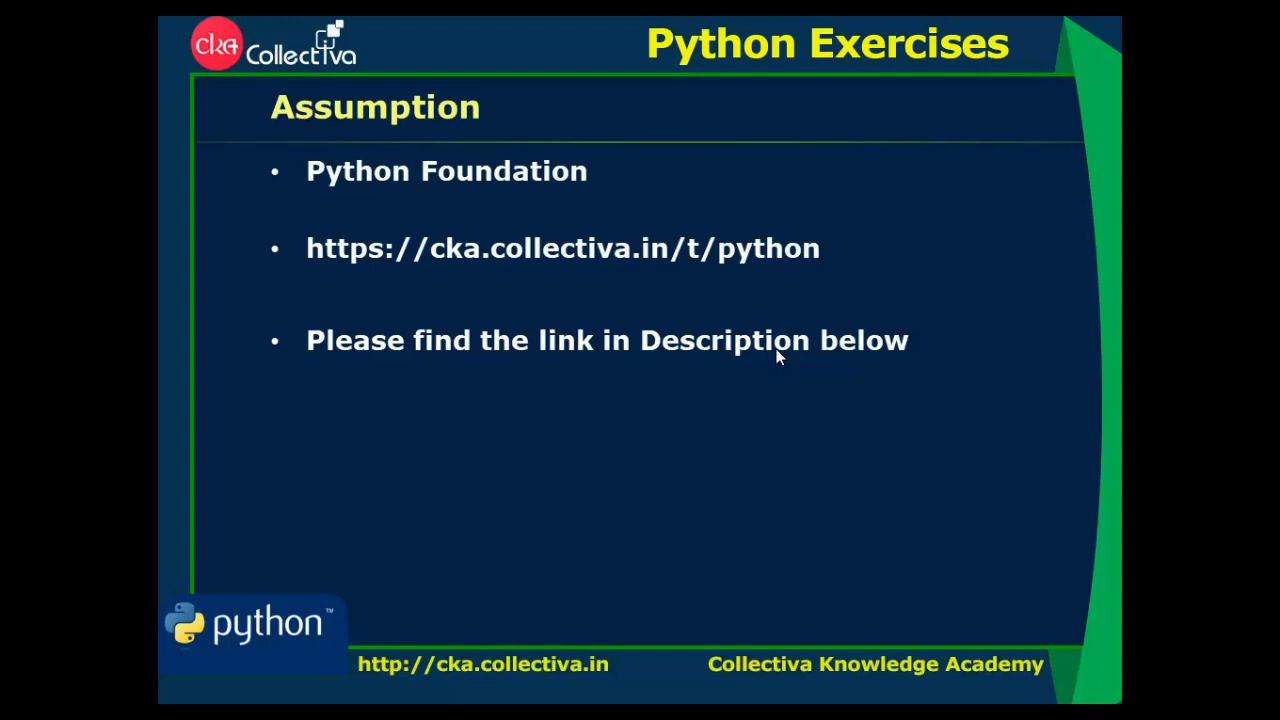 cka Collectiva
Python Exercises
Assumption
• Python Foundation
• https://cka.collectiva.in/t/python
• Please find the link in Description below
python™
http://cka.collectiva.in
Collectiva Knowledge Academy